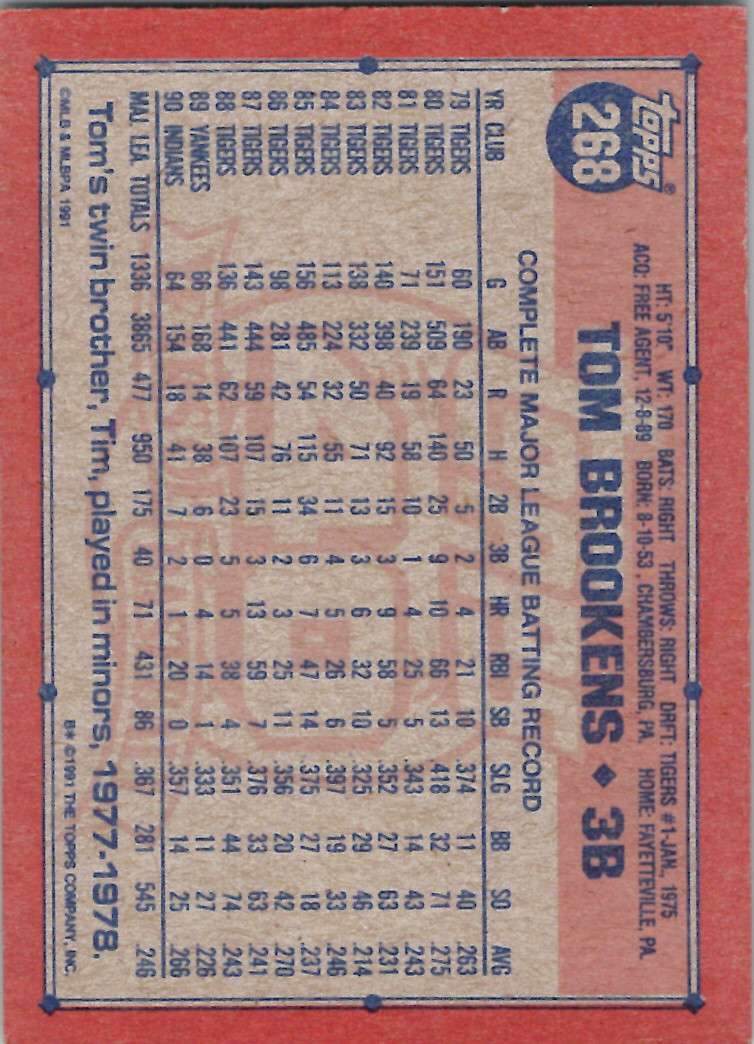 topps®
268
HT: 5'10" WT: 170 BATS: RIGHT THROWS: RIGHT DRFT: TIGERS #1-JAN., 1975
ACQ: FREE AGENT, 12-8-89 BORN: 8-10-53, CHAMBERSBURG, PA. HOME: FAYETTEVILLE, PA.
TOM BROOKENS ◆ 3B
COMPLETE MAJOR LEAGUE BATTING RECORD
YR CLUB G AB R H 2B 3B HR RBI SB SLG BB SO AVG
79 TIGERS 60 190 23 50 5 2 4 21 10 .374 11 40 .263
80 TIGERS 151 509 64 140 25 9 10 66 13 .418 32 71 .275
81 TIGERS 71 239 19 58 10 1 4 25 5 .343 14 43 .243
82 TIGERS 140 398 40 92 15 3 9 58 5 .352 27 63 .231
83 TIGERS 138 332 50 71 13 3 6 32 10 .325 29 46 .214
84 TIGERS 113 224 32 55 11 4 5 26 6 .397 19 33 .246
85 TIGERS 156 485 54 115 34 6 7 47 14 .375 27 18 .237
86 TIGERS 98 281 42 76 11 2 3 25 11 .356 20 42 .270
87 TIGERS 143 444 59 107 15 3 13 59 7 .376 33 63 .241
88 TIGERS 136 441 62 107 23 5 5 38 4 .351 44 74 .243
89 YANKEES 66 168 14 38 6 0 4 14 1 .333 11 27 .226
90 INDIANS 64 154 18 41 7 2 1 20 0 .357 14 25 .266
MAJ. LEA. TOTALS 1336 3865 477 950 175 40 71 431 86 .367 281 545 .246
Tom's twin brother, Tim, played in minors, 1977-1978.
©MLB & MLBPA 1991 B* ©1991 THE TOPPS COMPANY, INC.